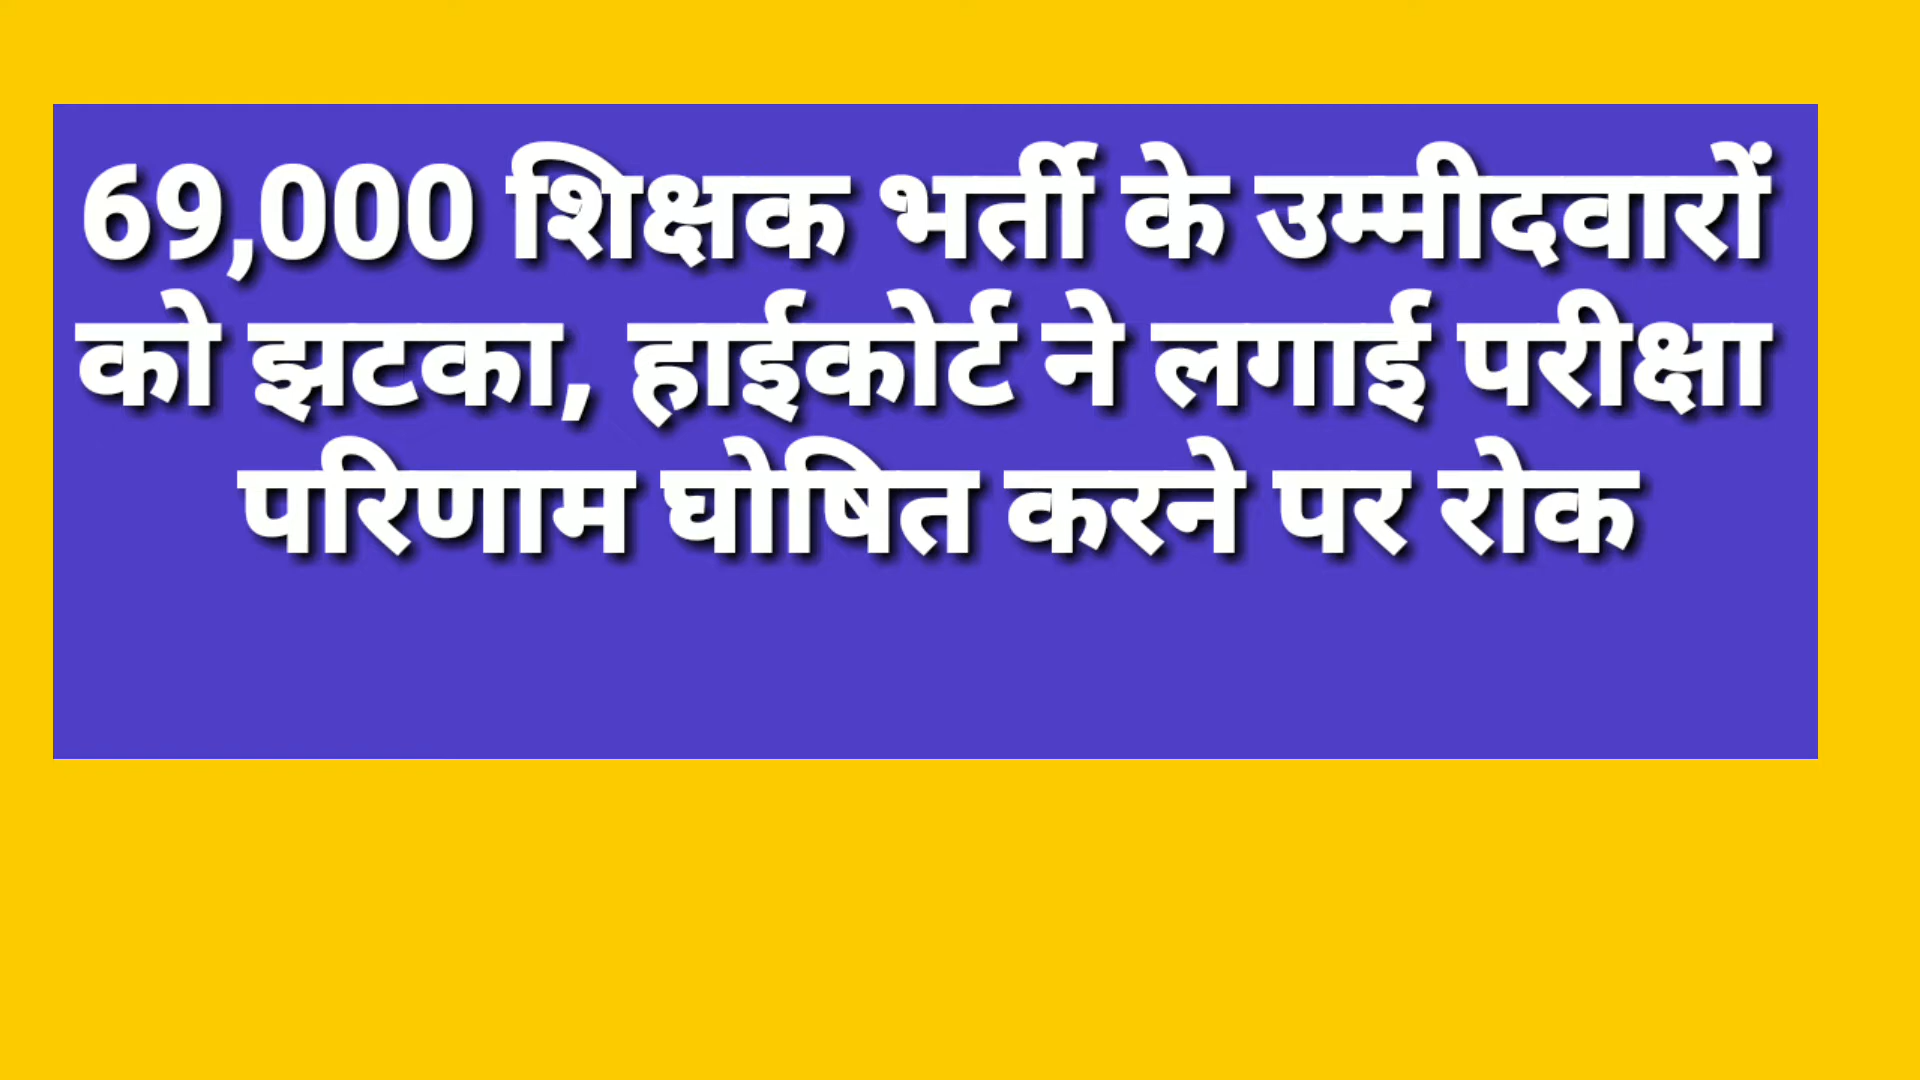 69,000 शिक्षक भर्ती के उम्मीदवारों
को झटका, हाईकोर्ट ने लगाई परीक्षा
परिणाम घोषित करने पर रोक